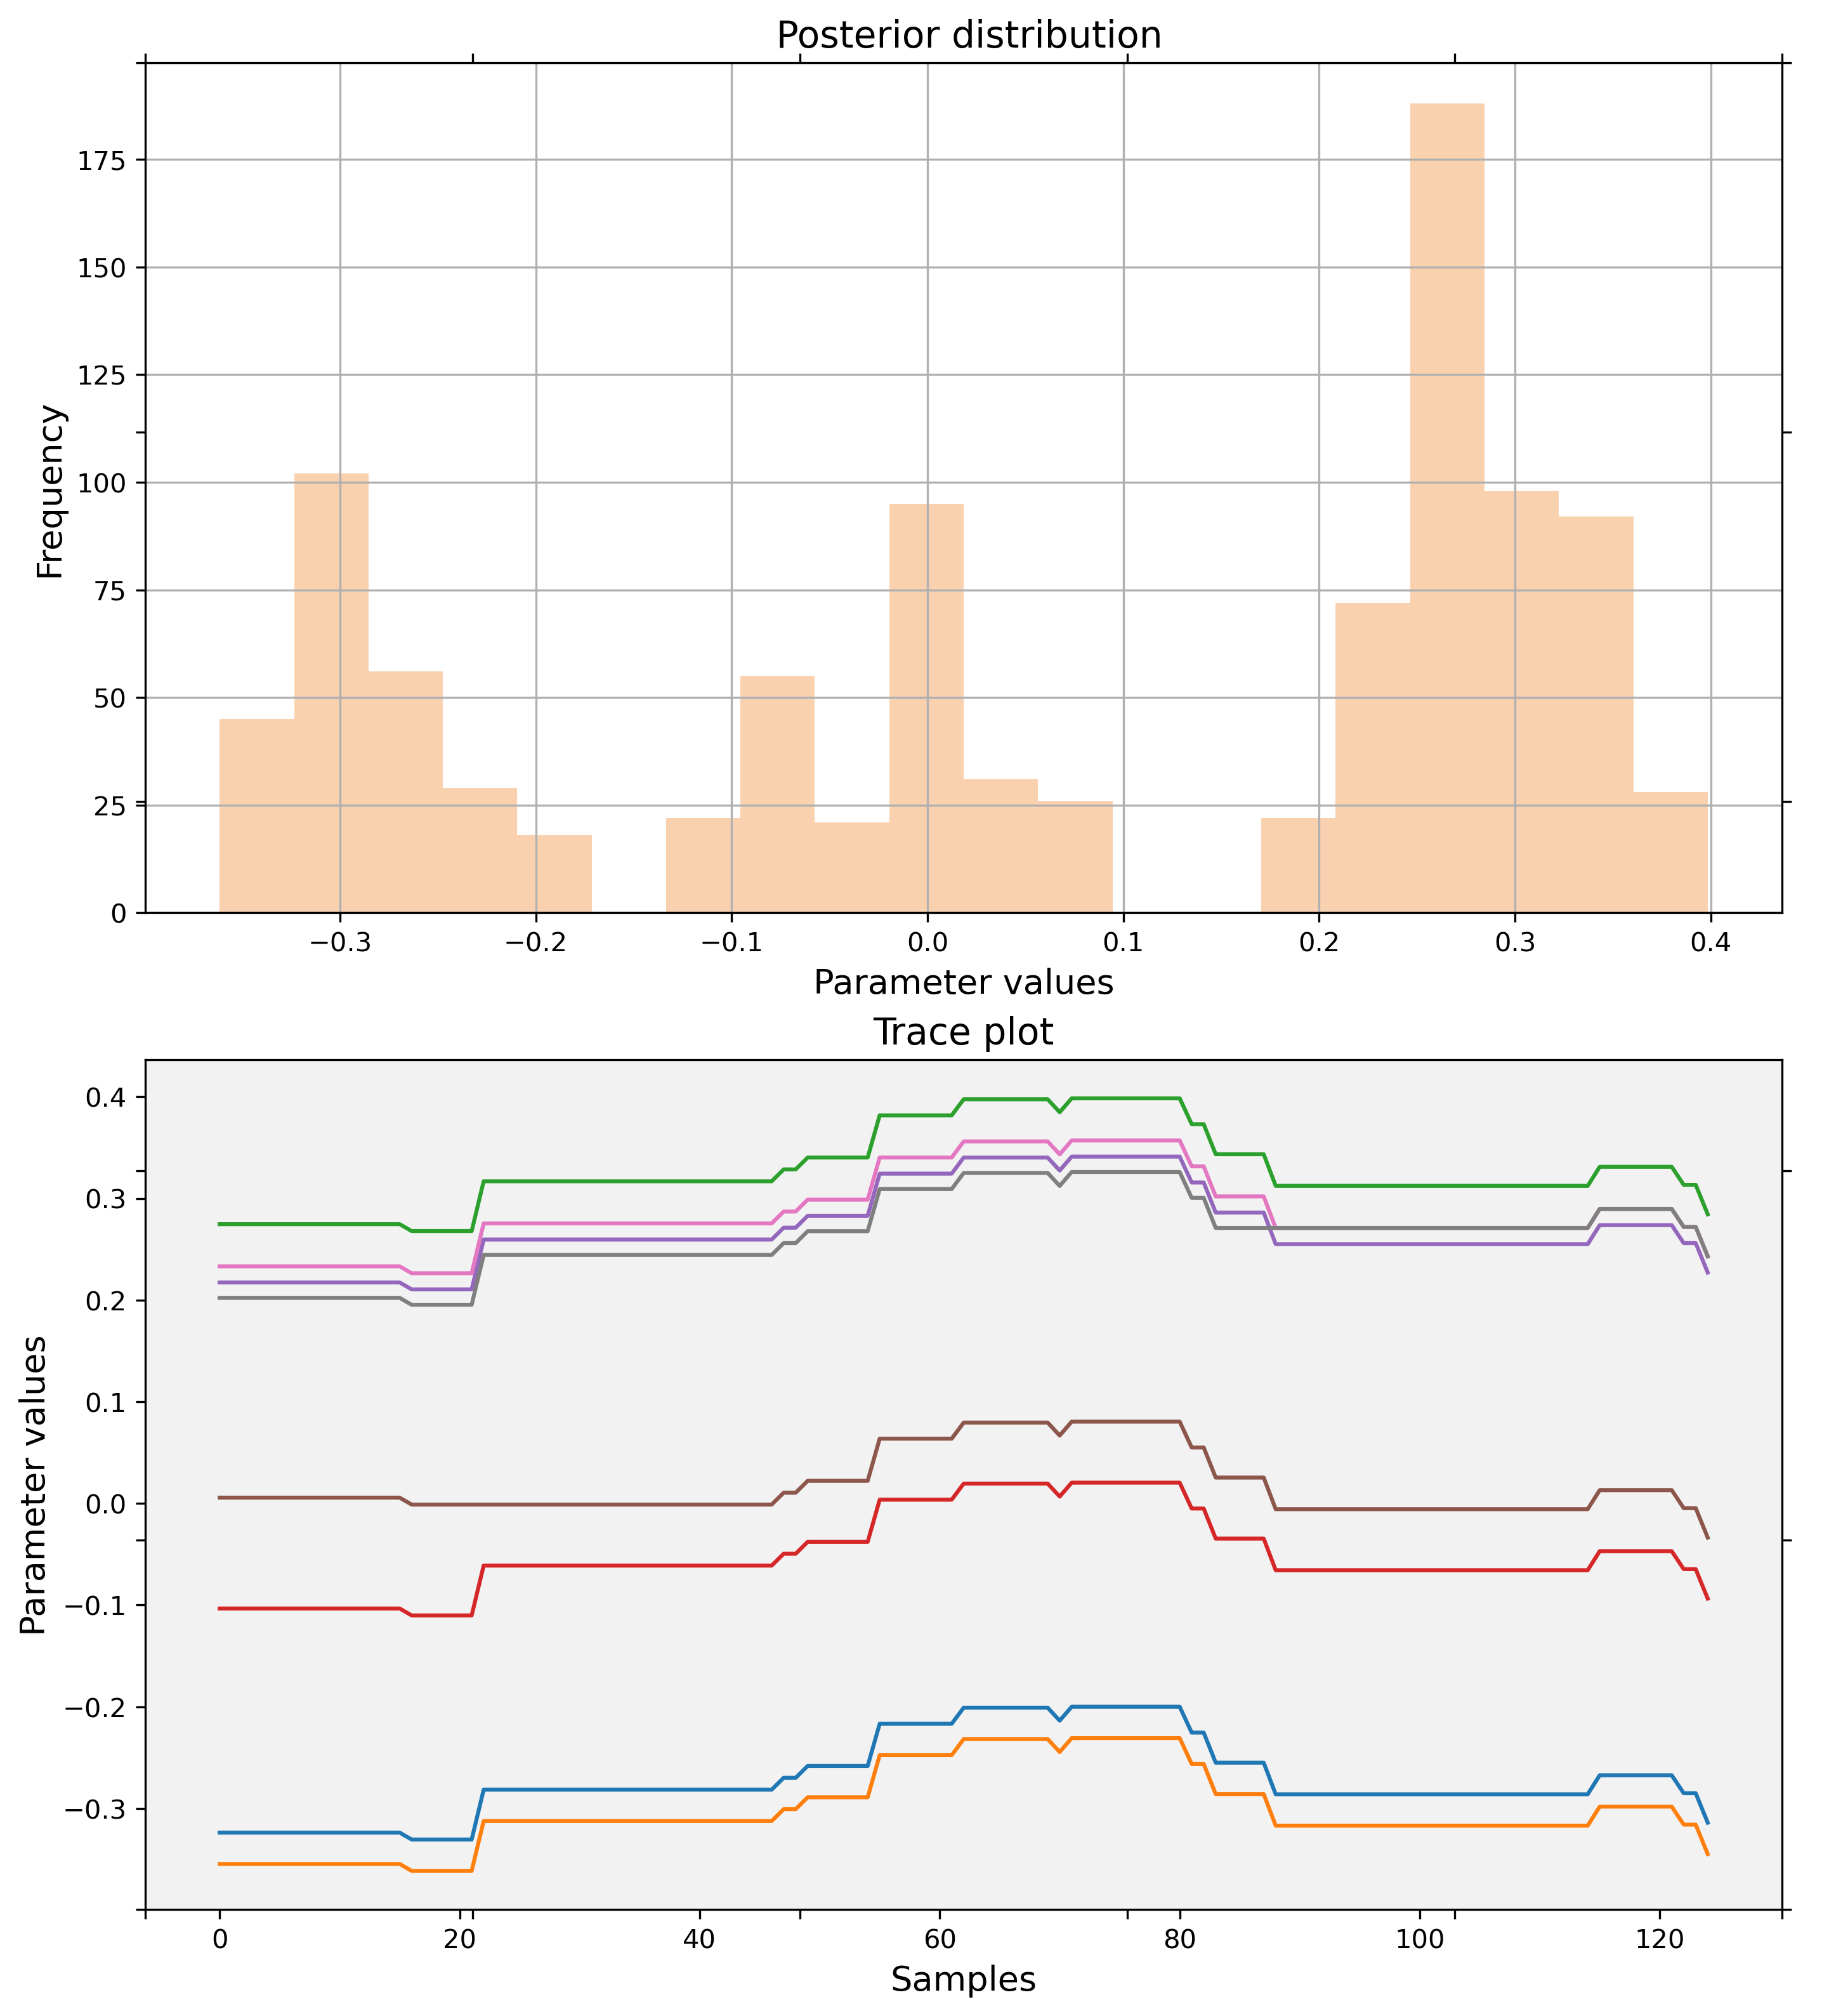 Posterior distribution
175
150
125
100
75
50
25
0
Frequency
−0.3 −0.2 −0.1 0.0 0.1 0.2 0.3 0.4
Parameter values
Trace plot
0.4
0.3
0.2
0.1
0.0
−0.1
−0.2
−0.3
Parameter values
0 20 40 60 80 100 120
Samples